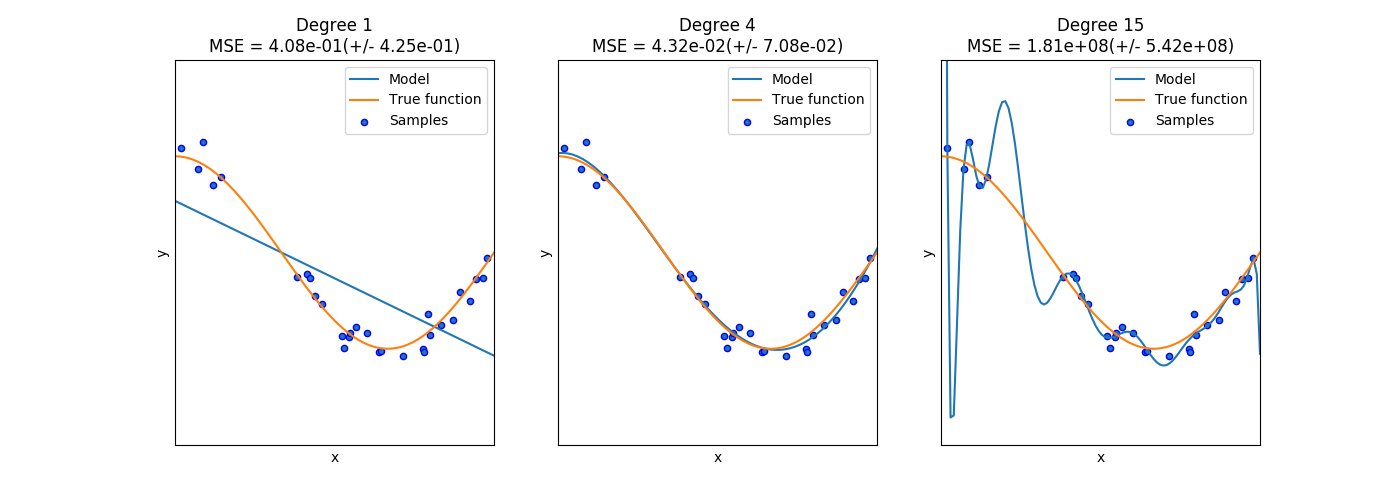 Degree 1
MSE = 4.08e-01(+/- 4.25e-01)
Model
True function
Samples
y
x
Degree 4
MSE = 4.32e-02(+/- 7.08e-02)
Model
True function
Samples
y
x
Degree 15
MSE = 1.81e+08(+/- 5.42e+08)
Model
True function
Samples
y
x